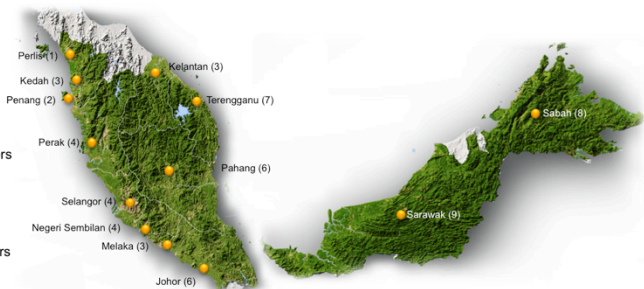 Perlis (1)
Kelantan (3)
Kedah (3)
Penang (2)
Terengganu (7)
Sabah (8)
Perak (4)
ers
Pahang (6)
Selangor (4)
Sarawak (9)
Negeri Sembilan (4)
Melaka (3)
rs
Johor (6)